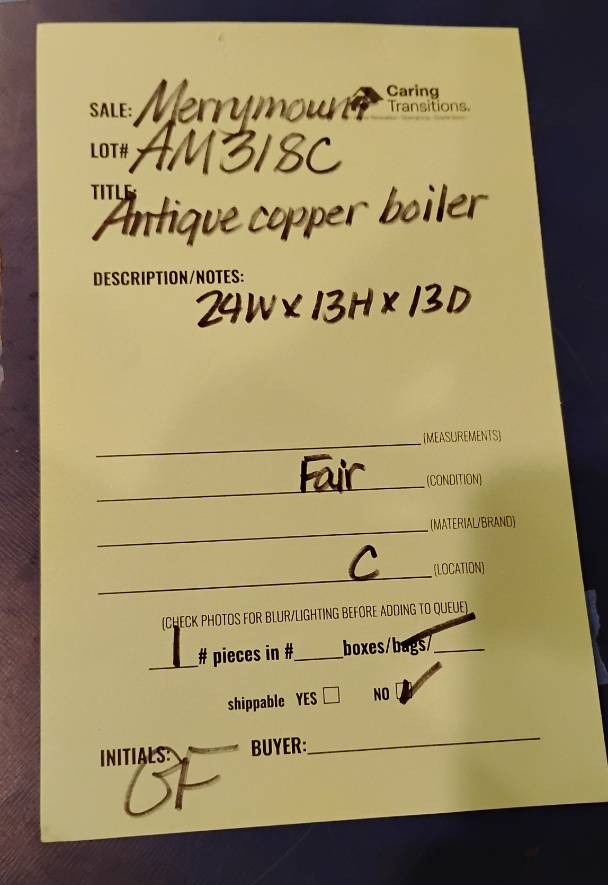 SALE: Merrymount Caring Transitions.
LOT# AM318C
TITLE:
Antique copper boiler
DESCRIPTION/NOTES:
24W x 13H x 13D
(MEASUREMENTS)
Fair (CONDITION)
(MATERIAL/BRAND)
C (LOCATION)
(CHECK PHOTOS FOR BLUR/LIGHTING BEFORE ADDING TO QUEUE)
1 # pieces in #______boxes/bags/______
shippable YES ☐ NO ☑
INITIALS: GF BUYER: